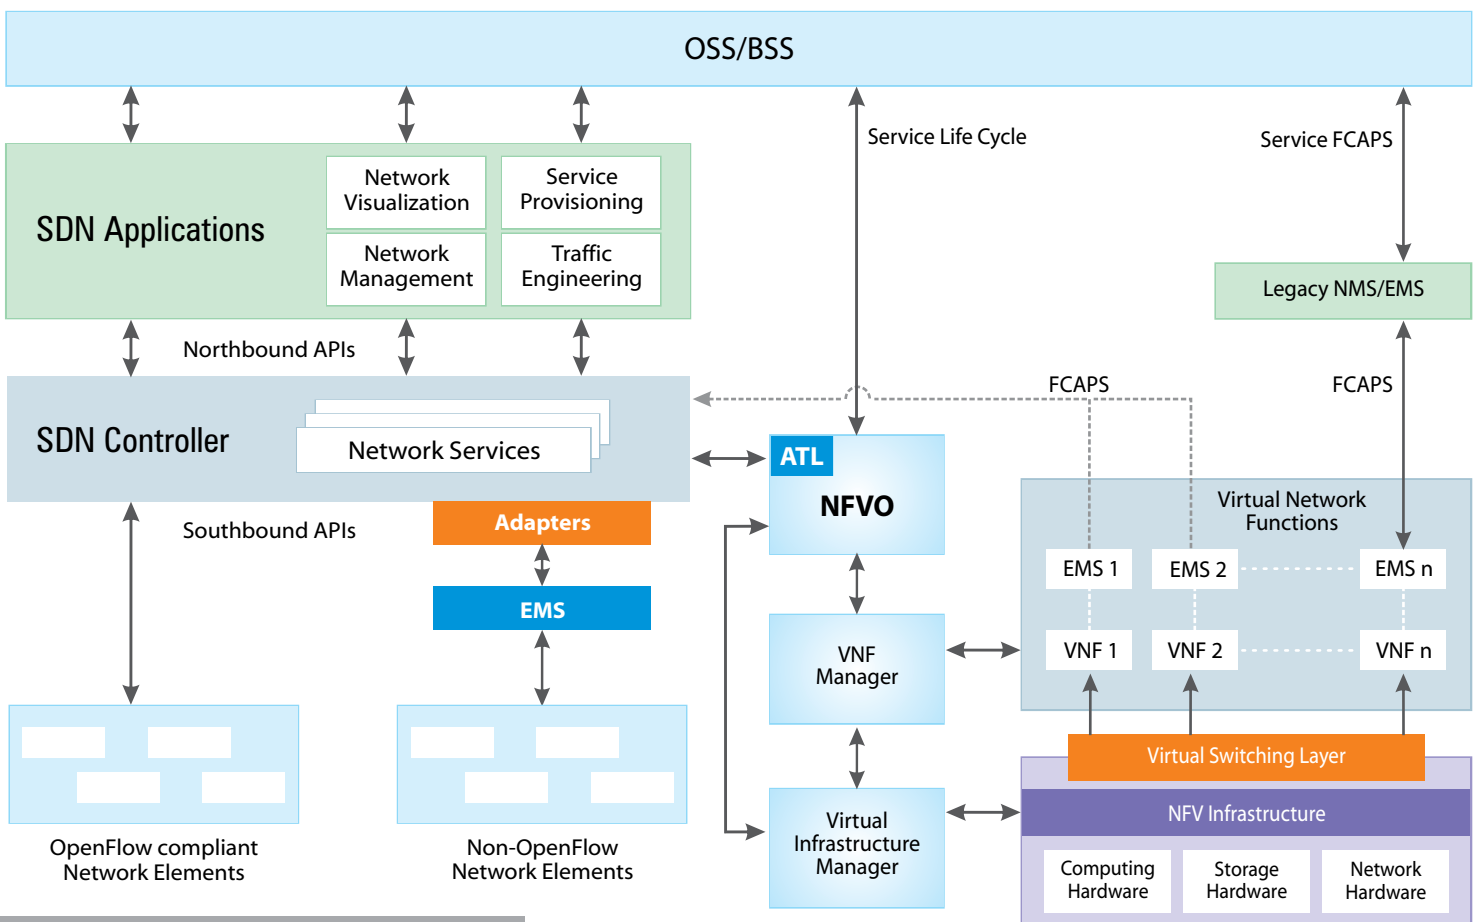 OSS/BSS
Service Life Cycle
Service FCAPS
SDN Applications
Network
Visualization
Service
Provisioning
Network
Management
Traffic
Engineering
Legacy NMS/EMS
Northbound APIs
FCAPS
FCAPS
SDN Controller
Network Services
ATL
NFVO
Southbound APIs
Adapters
EMS
Virtual Network
Functions
EMS 1
EMS 2
EMS n
VNF 1
VNF 2
VNF n
VNF
Manager
Virtual Switching Layer
NFV Infrastructure
Virtual
Infrastructure
Manager
Computing
Hardware
Storage
Hardware
Network
Hardware
OpenFlow compliant
Network Elements
Non-OpenFlow
Network Elements